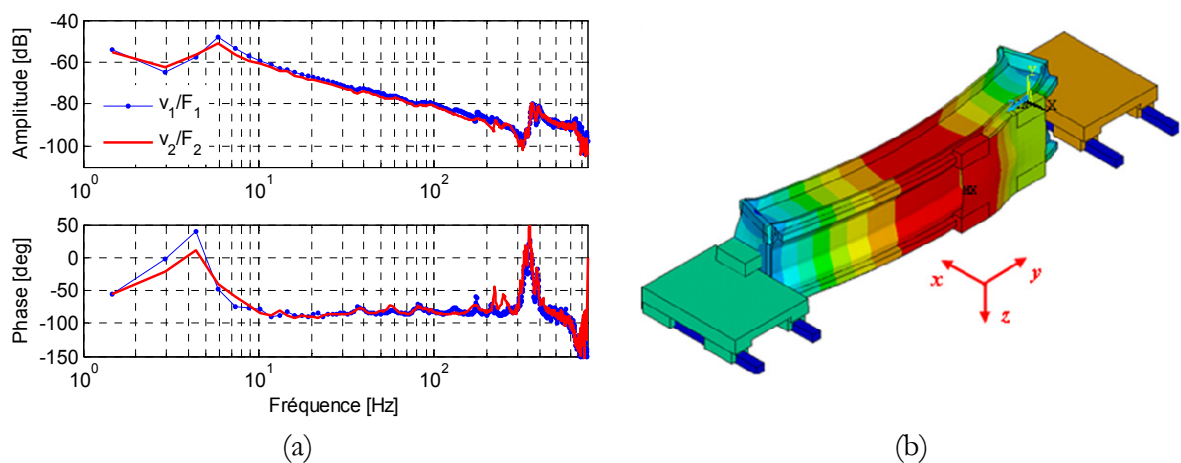 -40
-60
-80
-100
Amplitude [dB]
v1/F1
v2/F2
10^0 10^1 10^2
50
0
-50
-100
-150
Phase [deg]
10^0 10^1 10^2
Fréquence [Hz]
(a)
Y
X
MX
x y
z
(b)